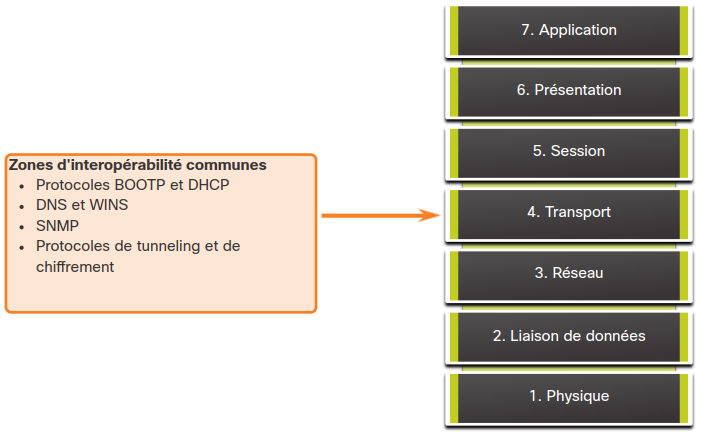 Zones d'interopérabilité communes
• Protocoles BOOTP et DHCP
• DNS et WINS
• SNMP
• Protocoles de tunneling et de
chiffrement
7. Application
6. Présentation
5. Session
4. Transport
3. Réseau
2. Liaison de données
1. Physique